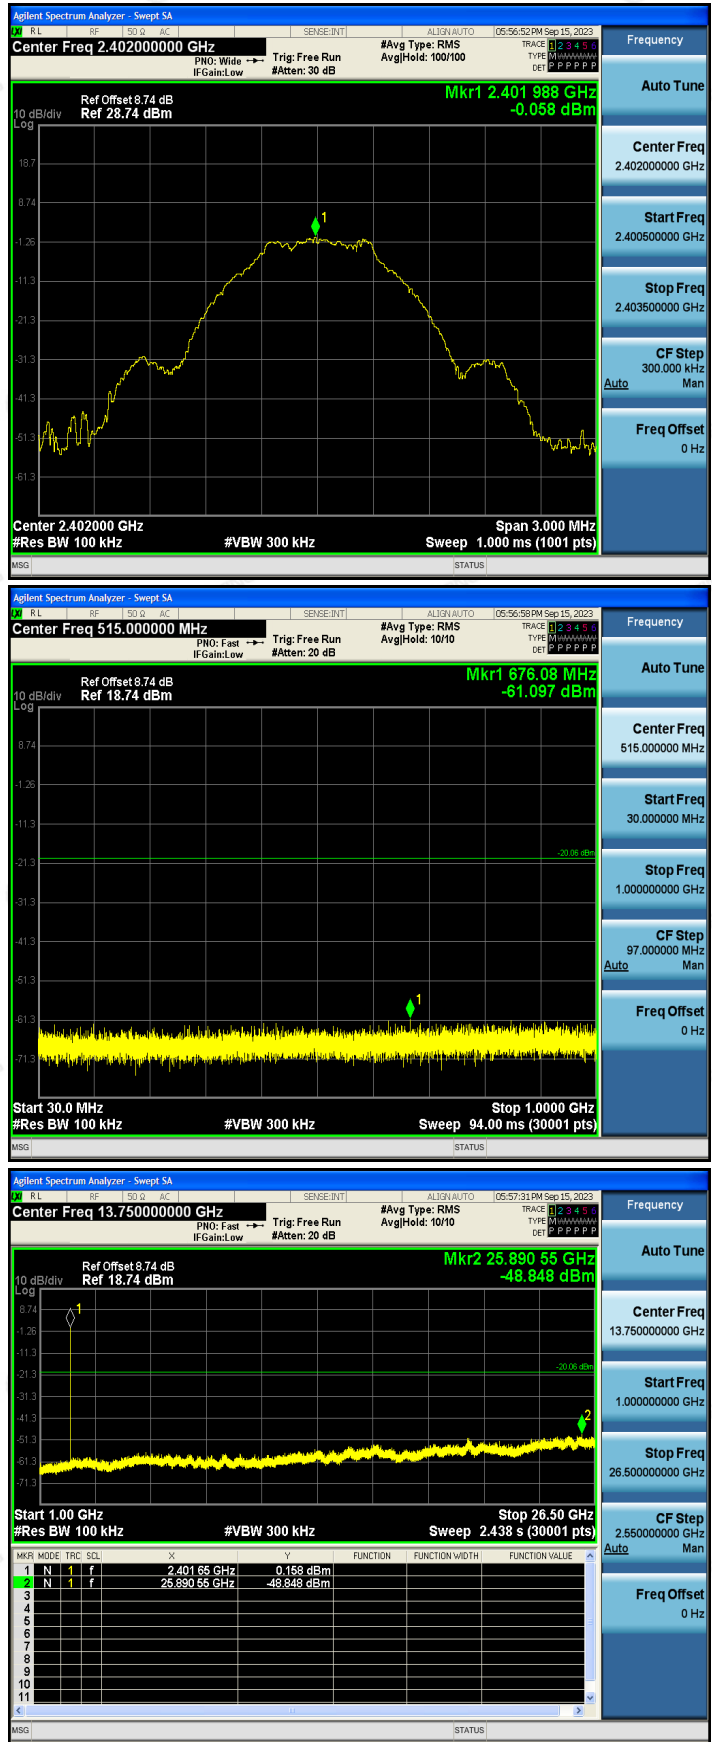 Agilent Spectrum Analyzer - Swept SA
LXI RL RF 50 Ω AC SENSE:INT ALIGN AUTO 05:56:52 PM Sep 15, 2023
Center Freq 2.402000000 GHz
PNO: Wide
IFGain:Low
Trig: Free Run
#Atten: 30 dB
#Avg Type: RMS
Avg|Hold: 100/100
TRACE 1 2 3 4 5 6
TYPE M
DET P P P P P P
Frequency
Auto Tune
Center Freq
2.402000000 GHz
Start Freq
2.400500000 GHz
Stop Freq
2.403500000 GHz
CF Step
300.000 kHz
Auto Man
Freq Offset
0 Hz
Mkr1 2.401 988 GHz
-0.058 dBm
Ref Offset 8.74 dB
10 dB/div Ref 28.74 dBm
Log
18.7
8.74
-1.26
-11.3
-21.3
-31.3
-41.3
-51.3
-61.3
1
Center 2.402000 GHz Span 3.000 MHz
#Res BW 100 kHz #VBW 300 kHz Sweep 1.000 ms (1001 pts)
MSG STATUS
Agilent Spectrum Analyzer - Swept SA
LXI RL RF 50 Ω AC SENSE:INT ALIGN AUTO 05:56:58 PM Sep 15, 2023
Center Freq 515.000000 MHz
PNO: Fast
IFGain:Low
Trig: Free Run
#Atten: 20 dB
#Avg Type: RMS
Avg|Hold: 10/10
TRACE 1 2 3 4 5 6
TYPE M
DET P P P P P P
Frequency
Auto Tune
Center Freq
515.000000 MHz
Start Freq
30.000000 MHz
Stop Freq
1.000000000 GHz
CF Step
97.000000 MHz
Auto Man
Freq Offset
0 Hz
Mkr1 676.08 MHz
-61.097 dBm
Ref Offset 8.74 dB
10 dB/div Ref 18.74 dBm
Log
8.74
-1.26
-11.3
-21.3
-31.3
-41.3
-51.3
-61.3
-71.3
-20.06 dBm
1
Start 30.0 MHz Stop 1.0000 GHz
#Res BW 100 kHz #VBW 300 kHz Sweep 94.00 ms (30001 pts)
MSG STATUS
Agilent Spectrum Analyzer - Swept SA
LXI RL RF 50 Ω AC SENSE:INT ALIGN AUTO 05:57:31 PM Sep 15, 2023
Center Freq 13.750000000 GHz
PNO: Fast
IFGain:Low
Trig: Free Run
#Atten: 20 dB
#Avg Type: RMS
Avg|Hold: 10/10
TRACE 1 2 3 4 5 6
TYPE M
DET P P P P P P
Frequency
Auto Tune
Center Freq
13.750000000 GHz
Start Freq
1.000000000 GHz
Stop Freq
26.500000000 GHz
CF Step
2.550000000 GHz
Auto Man
Freq Offset
0 Hz
Mkr2 25.890 55 GHz
-48.848 dBm
Ref Offset 8.74 dB
10 dB/div Ref 18.74 dBm
Log
8.74
-1.26
-11.3
-21.3
-31.3
-41.3
-51.3
-61.3
-71.3
-20.06 dBm
1
2
Start 1.00 GHz Stop 26.50 GHz
#Res BW 100 kHz #VBW 300 kHz Sweep 2.438 s (30001 pts)
MKR MODE TRC SCL X Y FUNCTION FUNCTION WIDTH FUNCTION VALUE
1 N 1 f 2.401 65 GHz 0.158 dBm
2 N 1 f 25.890 55 GHz -48.848 dBm
3
4
5
6
7
8
9
10
11
MSG STATUS